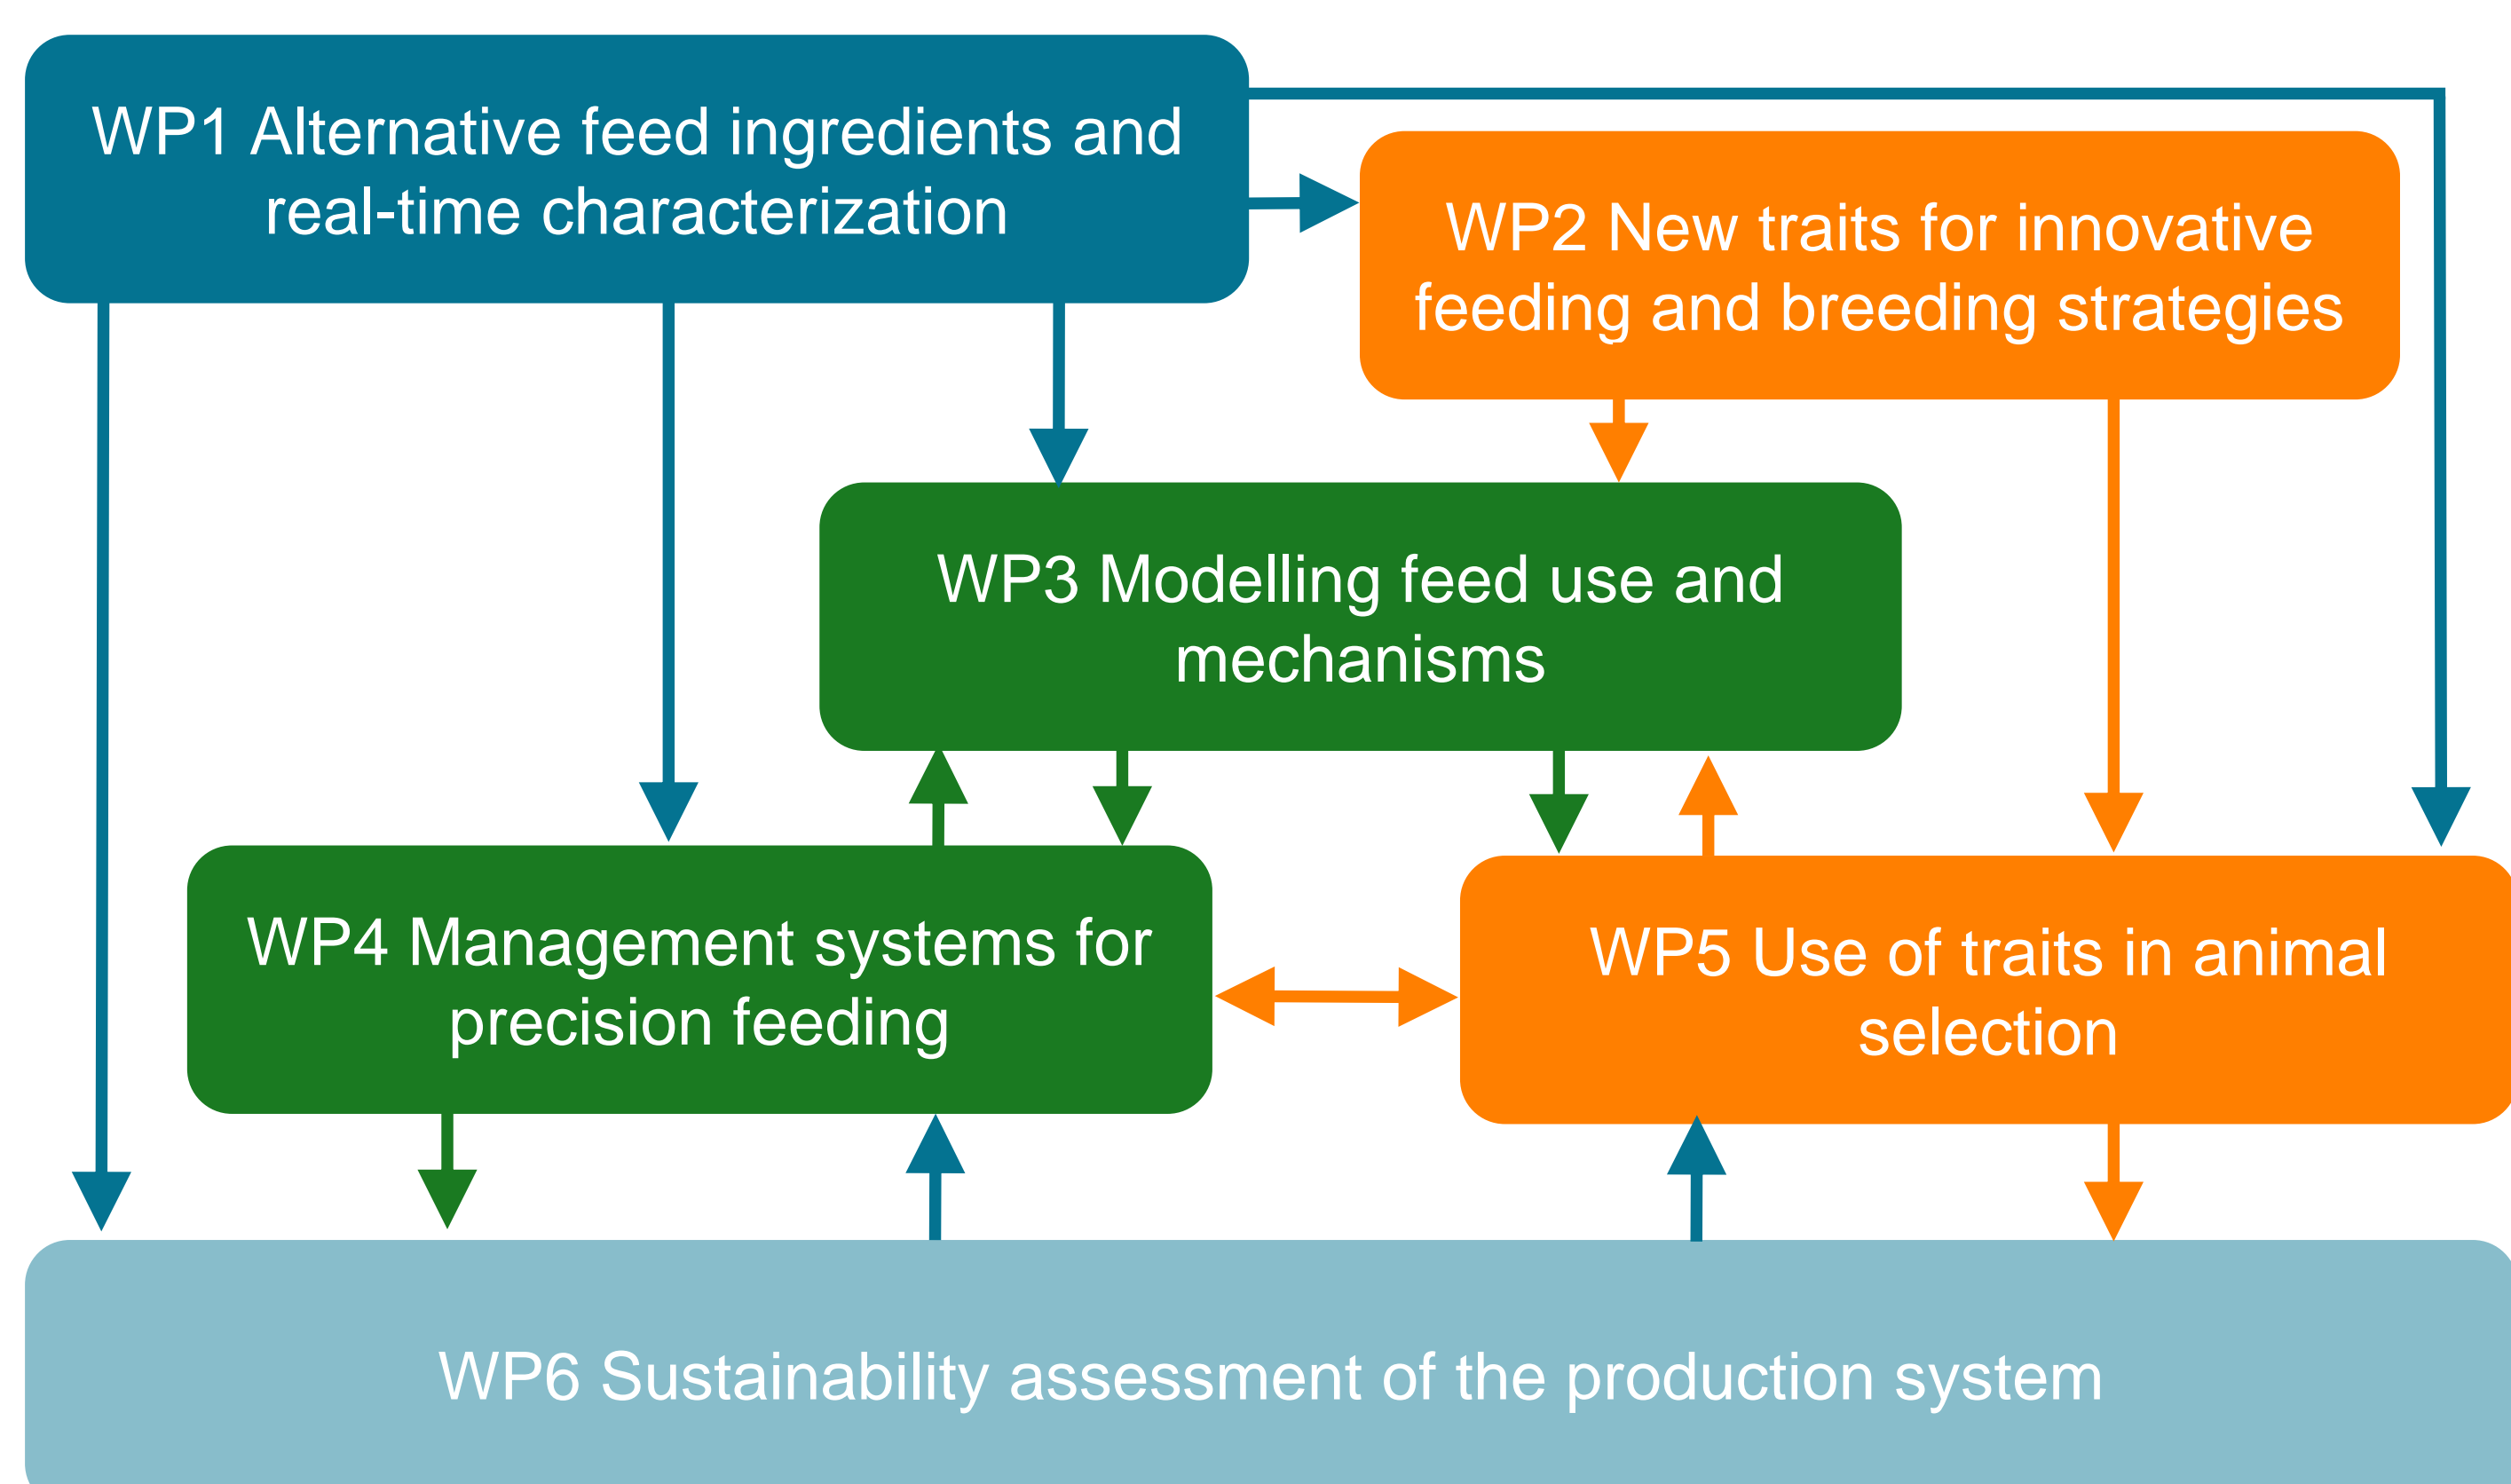 WP1 Alternative feed ingredients and
real-time characterization
WP2 New traits for innovative
feeding and breeding strategies
WP3 Modelling feed use and
mechanisms
WP4 Management systems for
precision feeding
WP5 Use of traits in animal
selection
WP6 Sustainability assessment of the production system